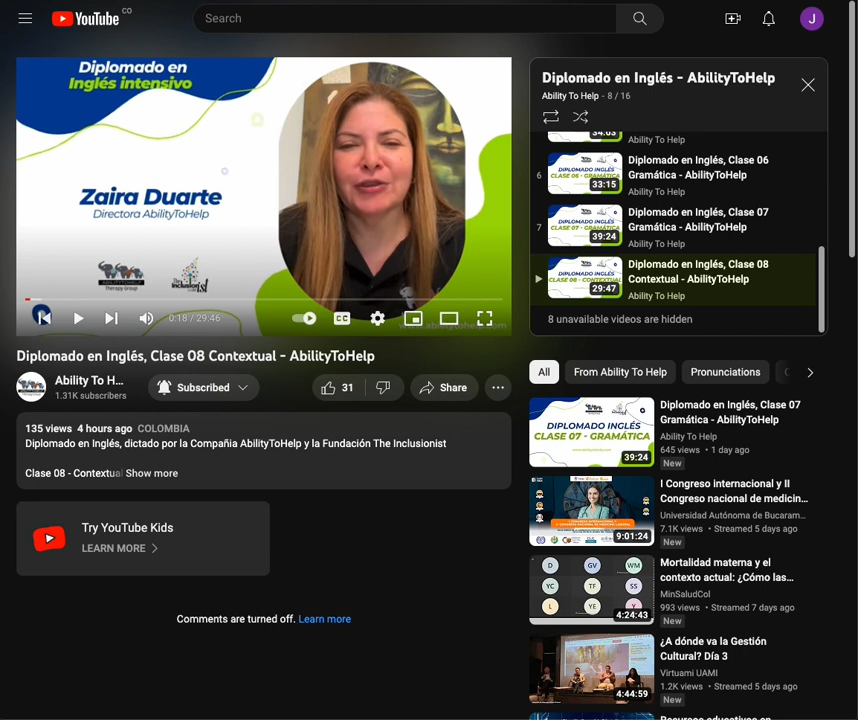 YouTube
CO
Search
J
Diplomado en
Inglés intensivo
Zaira Duarte
Directora AbilityToHelp
ABILITYTOHELP
Therapy Group
The
Inclusionist
0:18 / 29:46
Diplomado en Inglés, Clase 08 Contextual - AbilityToHelp
Ability To H...
1.31K subscribers
Subscribed
31
Share
135 views 4 hours ago COLOMBIA
Diplomado en Inglés, dictado por la Compañia AbilityToHelp y la Fundación The Inclusionist
Clase 08 - Contextual Show more
Try YouTube Kids
LEARN MORE
Comments are turned off. Learn more
Diplomado en Inglés - AbilityToHelp
Ability To Help - 8 / 16
34:03
Ability To Help
6
DIPLOMADO INGLÉS
CLASE 06 - GRAMÁTICA
33:15
Diplomado en Inglés, Clase 06
Gramática - AbilityToHelp
Ability To Help
7
DIPLOMADO INGLÉS
CLASE 07 - GRAMÁTICA
39:24
Diplomado en Inglés, Clase 07
Gramática - AbilityToHelp
Ability To Help
DIPLOMADO INGLÉS
CLASE 08 - CONTEXTUAL
29:47
Diplomado en Inglés, Clase 08
Contextual - AbilityToHelp
Ability To Help
8 unavailable videos are hidden
All
From Ability To Help
Pronunciations
DIPLOMADO INGLÉS
CLASE 07 - GRAMÁTICA
39:24
Diplomado en Inglés, Clase 07
Gramática - AbilityToHelp
Ability To Help
645 views • 1 day ago
New
9:01:24
I Congreso internacional y II
Congreso nacional de medicin...
Universidad Autónoma de Bucaram...
7.1K views • Streamed 5 days ago
New
D
GV
WM
YC
TF
SS
L
YE
Y
4:24:43
Mortalidad materna y el
contexto actual: ¿Cómo las...
MinSaludCol
993 views • Streamed 7 days ago
New
4:44:59
¿A dónde va la Gestión
Cultural? Día 3
Virtuami UAMI
1.2K views • Streamed 5 days ago
New
Recursos educativos en